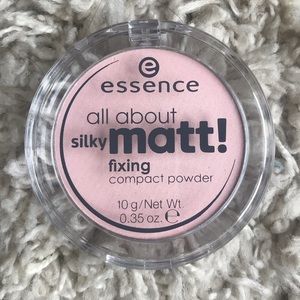 e
essence
all about
silky matt!
fixing
compact powder
10 g/Net Wt.
0.35 oz. ℮